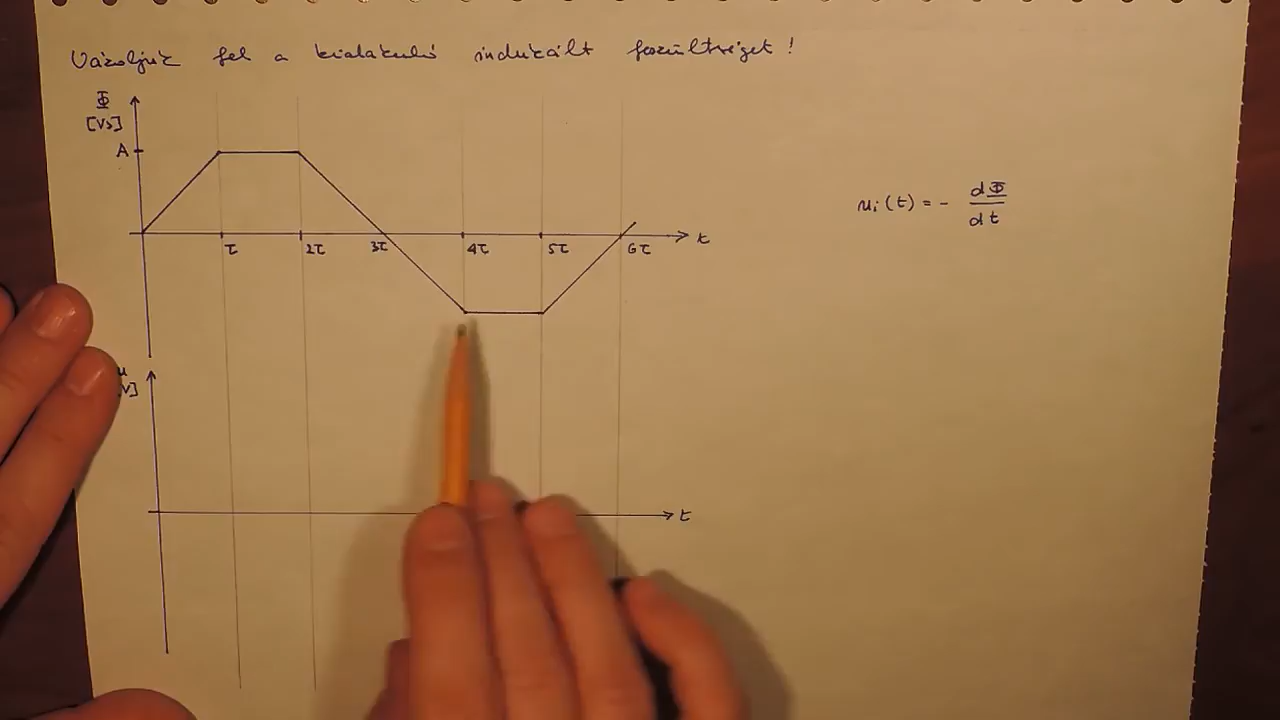 Vázoljuk fel a kialakuló indukált feszültséget !
Φ
[Vs]
A
τ 2τ 3τ 4τ 5τ 6τ t
u
V]
t
uᵢ(t) = - dΦ/dt